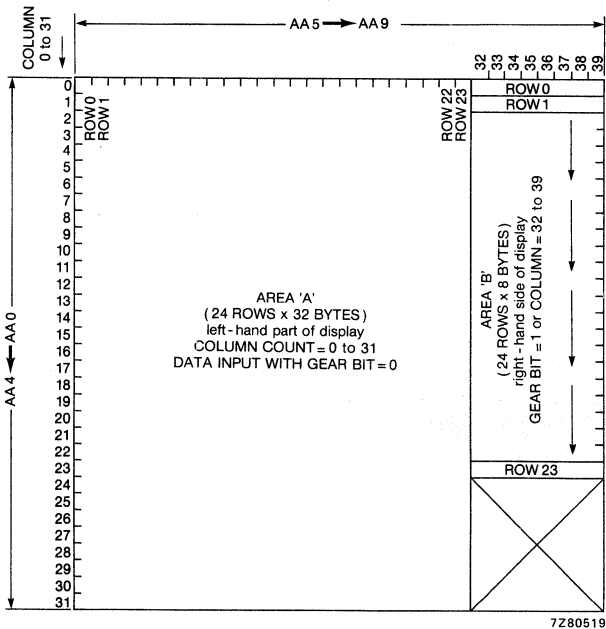 COLUMN
0 to 31
AA5 AA9
32 33 34 35 36 37 38 39
AA4 AA0
0
1
2
3
4
5
6
7
8
9
10
11
12
13
14
15
16
17
18
19
20
21
22
23
24
25
26
27
28
29
30
31
ROW 0
ROW 1
ROW 22
ROW 23
ROW 0
ROW 1
AREA 'A'
(24 ROWS x 32 BYTES)
left-hand part of display
COLUMN COUNT = 0 to 31
DATA INPUT WITH GEAR BIT = 0
AREA 'B'
(24 ROWS x 8 BYTES)
right-hand side of display
GEAR BIT = 1 or COLUMN = 32 to 39
ROW 23
7Z80519